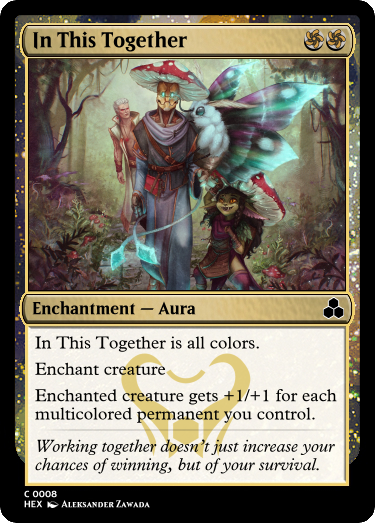 In This Together
Enchantment — Aura
In This Together is all colors.
Enchant creature
Enchanted creature gets +1/+1 for each
multicolored permanent you control.
Working together doesn't just increase your
chances of winning, but of your survival.
C 0008
HEX Aleksander Zawada